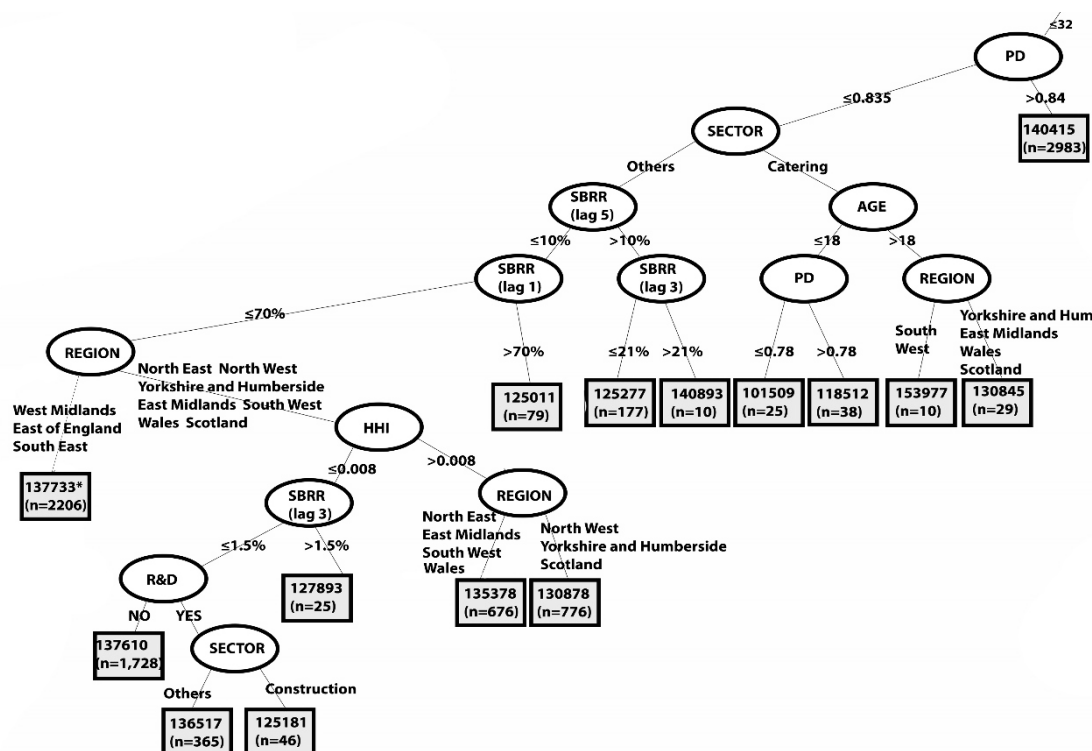 ≤32
PD
≤0.835
>0.84
140415
(n=2983)
SECTOR
Others
Catering
SBRR
(lag 5)
AGE
≤10%
>10%
≤18
>18
SBRR
(lag 1)
SBRR
(lag 3)
PD
REGION
≤70%
>70%
≤21%
>21%
≤0.78
>0.78
South
West
Yorkshire and Hum
East Midlands
Wales
Scotland
125011
(n=79)
125277
(n=177)
140893
(n=10)
101509
(n=25)
118512
(n=38)
153977
(n=10)
130845
(n=29)
REGION
West Midlands
East of England
South East
North East North West
Yorkshire and Humberside
East Midlands South West
Wales Scotland
137733*
(n=2206)
HHI
≤0.008
>0.008
SBRR
(lag 3)
REGION
≤1.5%
>1.5%
North East
East Midlands
South West
Wales
North West
Yorkshire and Humberside
Scotland
R&D
127893
(n=25)
135378
(n=676)
130878
(n=776)
NO
YES
137610
(n=1,728)
SECTOR
Others
Construction
136517
(n=365)
125181
(n=46)